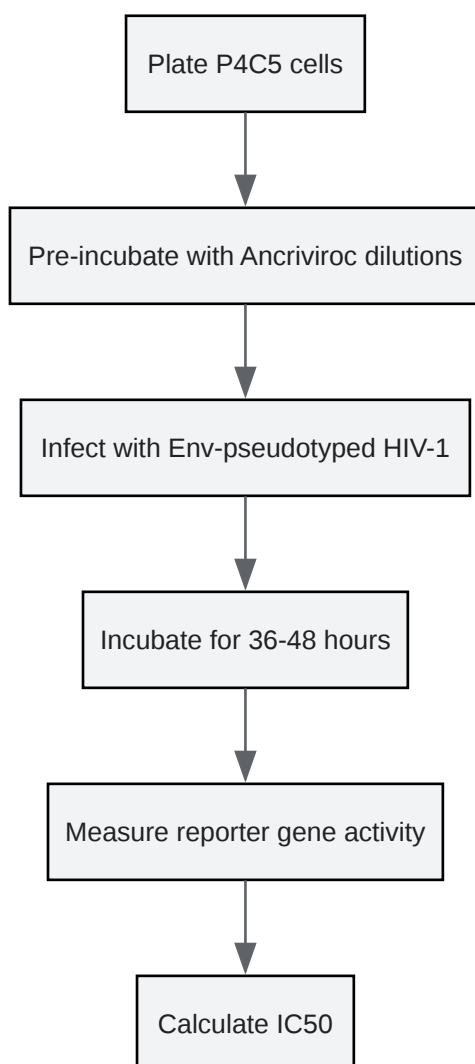 Plate P4C5 cells
Pre-incubate with Ancriviroc dilutions
Infect with Env-pseudotyped HIV-1
Incubate for 36-48 hours
Measure reporter gene activity
Calculate IC50